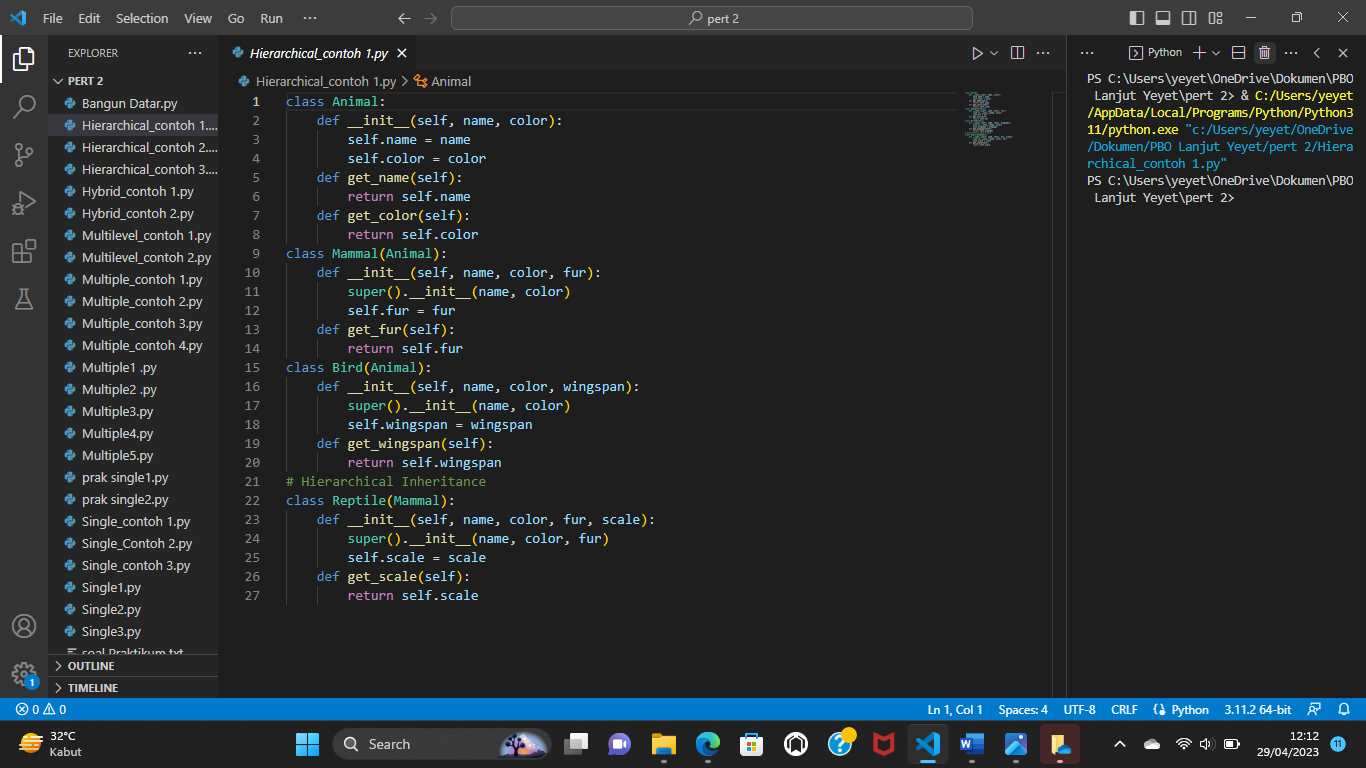 File Edit Selection View Go Run ··· pert 2
EXPLORER ···
PERT 2
Bangun Datar.py
Hierarchical_contoh 1....
Hierarchical_contoh 2....
Hierarchical_contoh 3....
Hybrid_contoh 1.py
Hybrid_contoh 2.py
Multilevel_contoh 1.py
Multilevel_contoh 2.py
Multiple_contoh 1.py
Multiple_contoh 2.py
Multiple_contoh 3.py
Multiple_contoh 4.py
Multiple1 .py
Multiple2 .py
Multiple3.py
Multiple4.py
Multiple5.py
prak single1.py
prak single2.py
Single_contoh 1.py
Single_Contoh 2.py
Single_contoh 3.py
Single1.py
Single2.py
Single3.py
soal Praktikum.txt
OUTLINE
TIMELINE
Hierarchical_contoh 1.py
Hierarchical_contoh 1.py > Animal
1 class Animal:
2     def __init__(self, name, color):
3         self.name = name
4         self.color = color
5     def get_name(self):
6         return self.name
7     def get_color(self):
8         return self.color
9 class Mammal(Animal):
10     def __init__(self, name, color, fur):
11         super().__init__(name, color)
12         self.fur = fur
13     def get_fur(self):
14         return self.fur
15 class Bird(Animal):
16     def __init__(self, name, color, wingspan):
17         super().__init__(name, color)
18         self.wingspan = wingspan
19     def get_wingspan(self):
20         return self.wingspan
21 # Hierarchical Inheritance
22 class Reptile(Mammal):
23     def __init__(self, name, color, fur, scale):
24         super().__init__(name, color, fur)
25         self.scale = scale
26     def get_scale(self):
27         return self.scale
··· Python ···
PS C:\Users\yeyet\OneDrive\Dokumen\PBO
Lanjut Yeyet\pert 2> & C:/Users/yeyet
/AppData/Local/Programs/Python/Python3
11/python.exe "c:/Users/yeyet/OneDrive
/Dokumen/PBO Lanjut Yeyet/pert 2/Hiera
rchical_contoh 1.py"
PS C:\Users\yeyet\OneDrive\Dokumen\PBO
Lanjut Yeyet\pert 2>
1
0 0 Ln 1, Col 1 Spaces: 4 UTF-8 CRLF Python 3.11.2 64-bit
32°C
Kabut
Search
12:12
29/04/2023
11